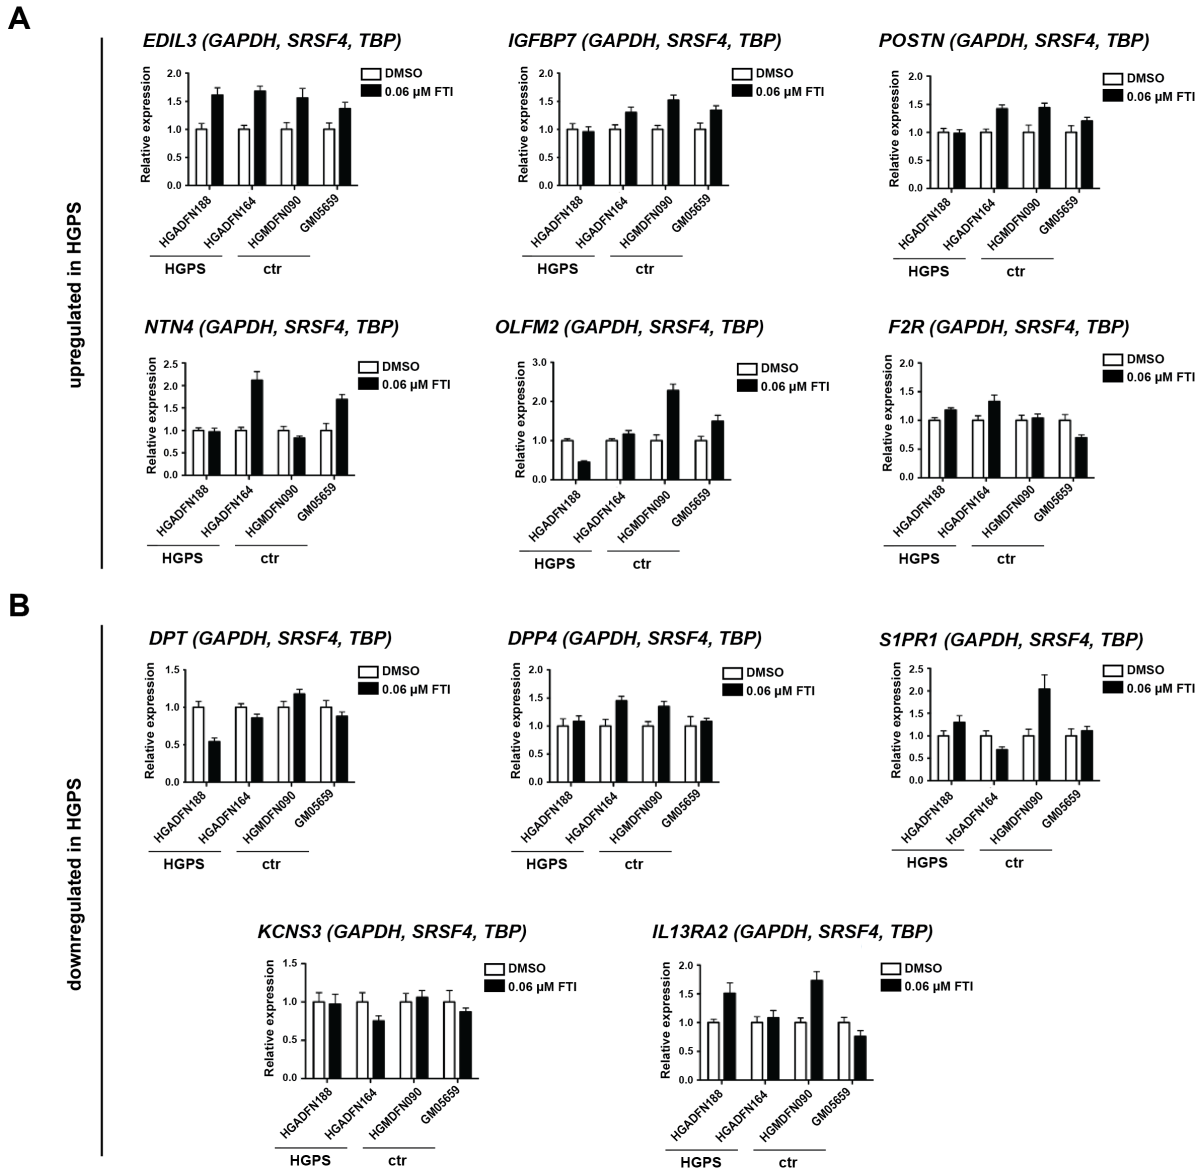 A
upregulated in HGPS
EDIL3 (GAPDH, SRSF4, TBP)
Relative expression
2.0
1.5
1.0
0.5
0.0
DMSO
0.06 µM FTI
HGADFN188
HGADFN164
HGMDFN090
GM05659
HGPS
ctr
IGFBP7 (GAPDH, SRSF4, TBP)
Relative expression
2.0
1.5
1.0
0.5
0.0
DMSO
0.06 µM FTI
HGADFN188
HGADFN164
HGMDFN090
GM05659
HGPS
ctr
POSTN (GAPDH, SRSF4, TBP)
Relative expression
2.0
1.5
1.0
0.5
0.0
DMSO
0.06 µM FTI
HGADFN188
HGADFN164
HGMDFN090
GM05659
HGPS
ctr
NTN4 (GAPDH, SRSF4, TBP)
Relative expression
2.5
2.0
1.5
1.0
0.5
0.0
DMSO
0.06 µM FTI
HGADFN188
HGADFN164
HGMDFN090
GM05659
HGPS
ctr
OLFM2 (GAPDH, SRSF4, TBP)
Relative expression
3.0
2.0
1.0
0.0
DMSO
0.06 µM FTI
HGADFN188
HGADFN164
HGMDFN090
GM05659
HGPS
ctr
F2R (GAPDH, SRSF4, TBP)
Relative expression
2.0
1.5
1.0
0.5
0.0
DMSO
0.06 µM FTI
HGADFN188
HGADFN164
HGMDFN090
GM05659
HGPS
ctr
B
downregulated in HGPS
DPT (GAPDH, SRSF4, TBP)
Relative expression
1.5
1.0
0.5
0.0
DMSO
0.06 µM FTI
HGADFN188
HGADFN164
HGMDFN090
GM05659
HGPS
ctr
DPP4 (GAPDH, SRSF4, TBP)
Relative expression
2.0
1.5
1.0
0.5
0.0
DMSO
0.06 µM FTI
HGADFN188
HGADFN164
HGMDFN090
GM05659
HGPS
ctr
S1PR1 (GAPDH, SRSF4, TBP)
Relative expression
2.5
2.0
1.5
1.0
0.5
0.0
DMSO
0.06 µM FTI
HGADFN188
HGADFN164
HGMDFN090
GM05659
HGPS
ctr
KCNS3 (GAPDH, SRSF4, TBP)
Relative expression
1.5
1.0
0.5
0.0
DMSO
0.06 µM FTI
HGADFN188
HGADFN164
HGMDFN090
GM05659
HGPS
ctr
IL13RA2 (GAPDH, SRSF4, TBP)
Relative expression
2.0
1.5
1.0
0.5
0.0
DMSO
0.06 µM FTI
HGADFN188
HGADFN164
HGMDFN090
GM05659
HGPS
ctr